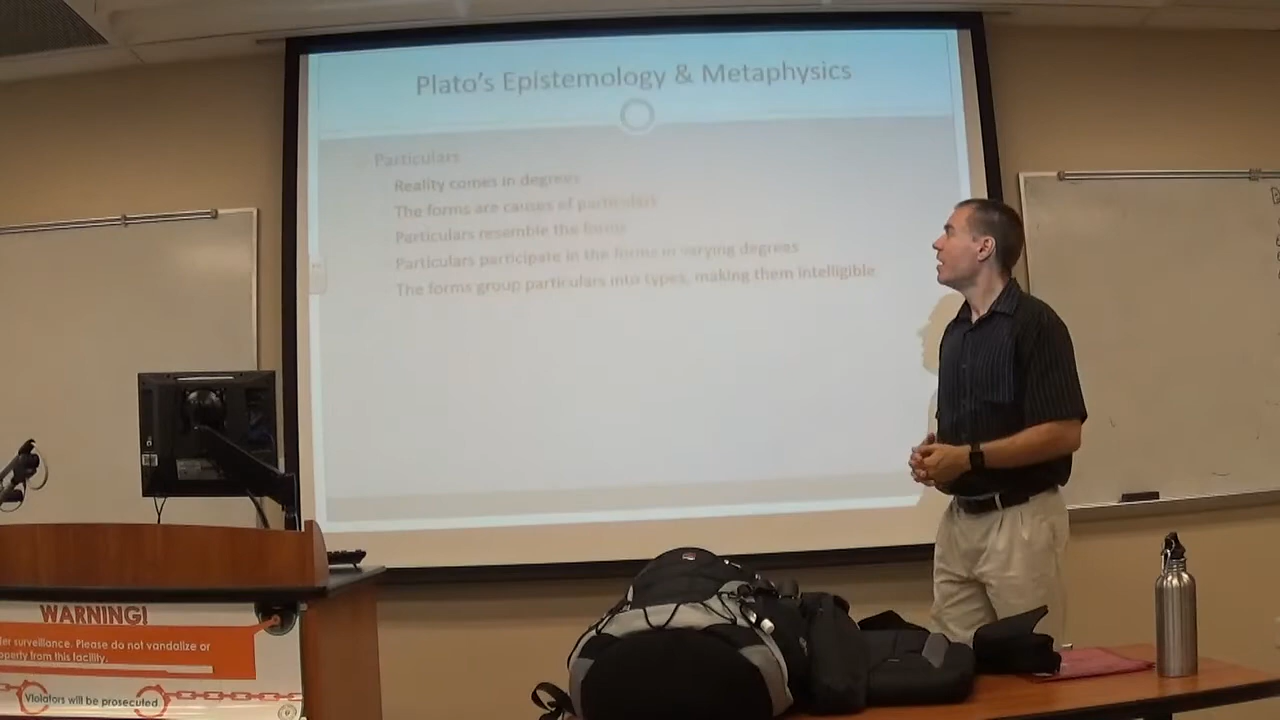 Plato's Epistemology & Metaphysics
Particulars
Reality comes in degrees
The forms are causes of particulars
Particulars resemble the forms
Particulars participate in the forms in varying degrees
The forms group particulars into types, making them intelligible
WARNING!
surveillance. Please do not vandalize or
from this facility.
Violators will be prosecuted